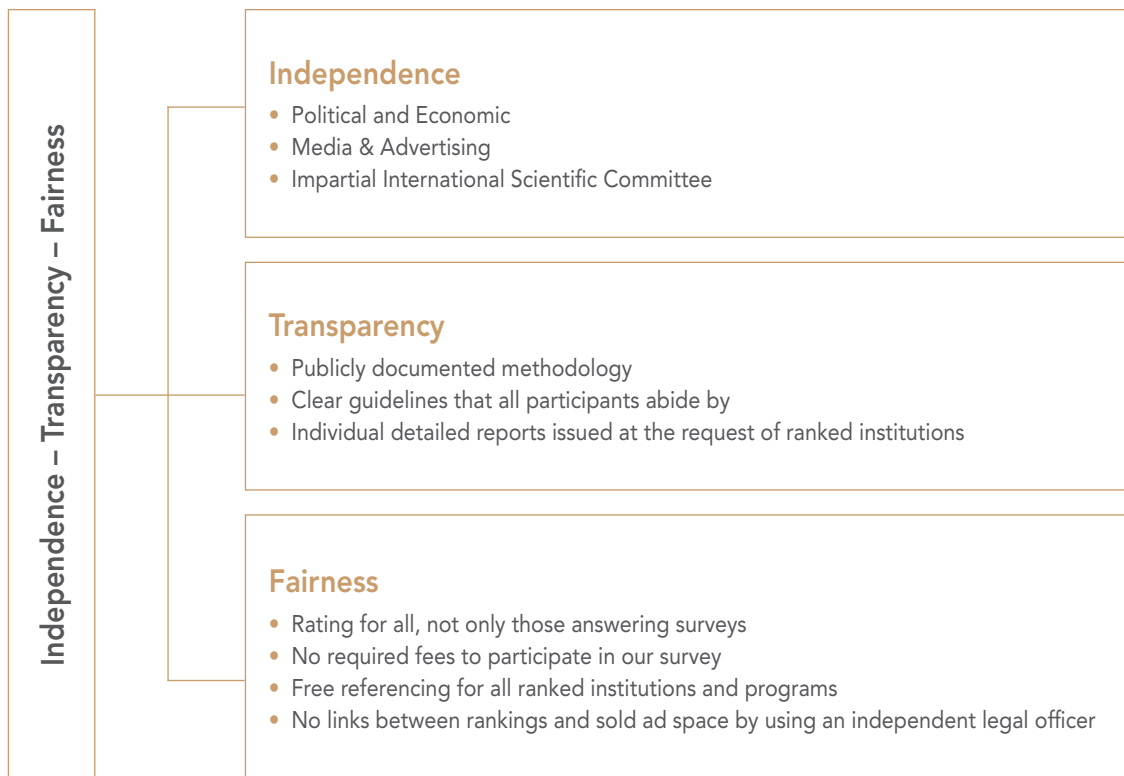 Independence – Transparency – Fairness
Independence
• Political and Economic
• Media & Advertising
• Impartial International Scientific Committee
Transparency
• Publicly documented methodology
• Clear guidelines that all participants abide by
• Individual detailed reports issued at the request of ranked institutions
Fairness
• Rating for all, not only those answering surveys
• No required fees to participate in our survey
• Free referencing for all ranked institutions and programs
• No links between rankings and sold ad space by using an independent legal officer